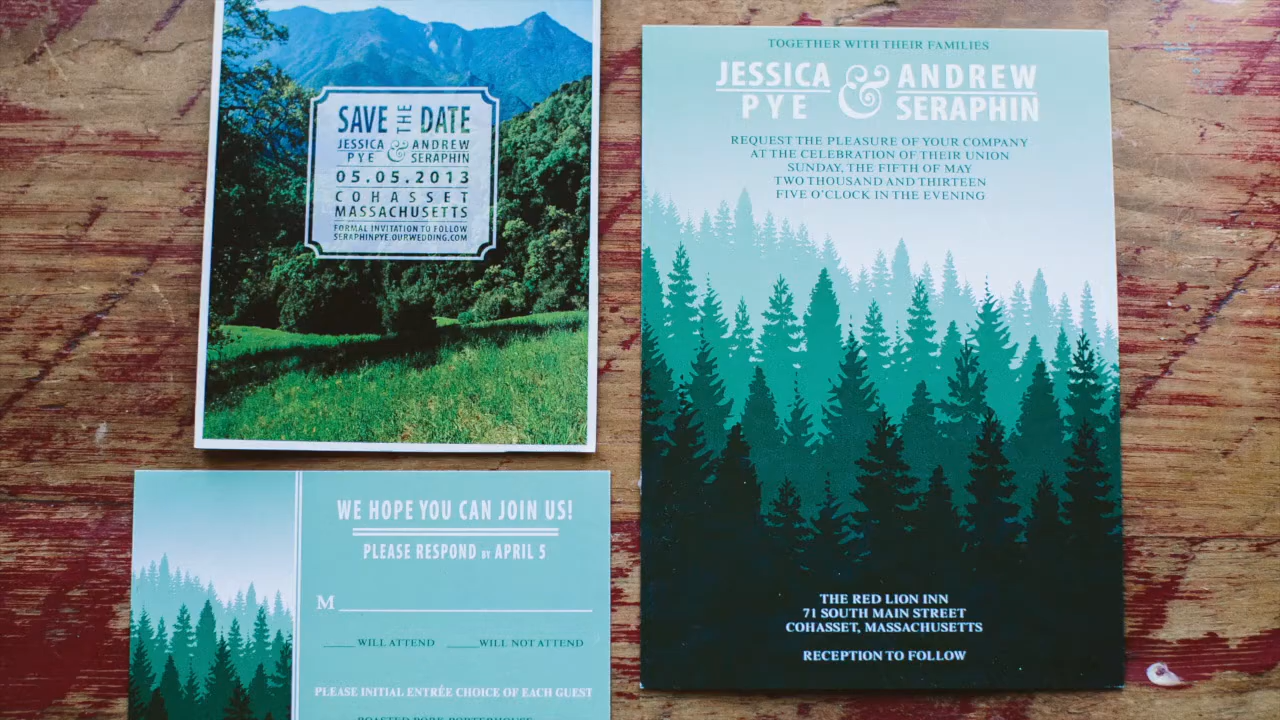 SAVE THE DATE
JESSICA PYE & ANDREW SERAPHIN
05.05.2013
COHASSET
MASSACHUSETTS
FORMAL INVITATION TO FOLLOW
SERAPHINPYE.OURWEDDING.COM
TOGETHER WITH THEIR FAMILIES
JESSICA PYE & ANDREW SERAPHIN
REQUEST THE PLEASURE OF YOUR COMPANY
AT THE CELEBRATION OF THEIR UNION
SUNDAY, THE FIFTH OF MAY
TWO THOUSAND AND THIRTEEN
FIVE O'CLOCK IN THE EVENING
THE RED LION INN
71 SOUTH MAIN STREET
COHASSET, MASSACHUSETTS
RECEPTION TO FOLLOW
WE HOPE YOU CAN JOIN US!
PLEASE RESPOND BY APRIL 5
M
WILL ATTEND WILL NOT ATTEND
PLEASE INITIAL ENTRÉE CHOICE OF EACH GUEST
ROASTED PORK PORTERHOUSE